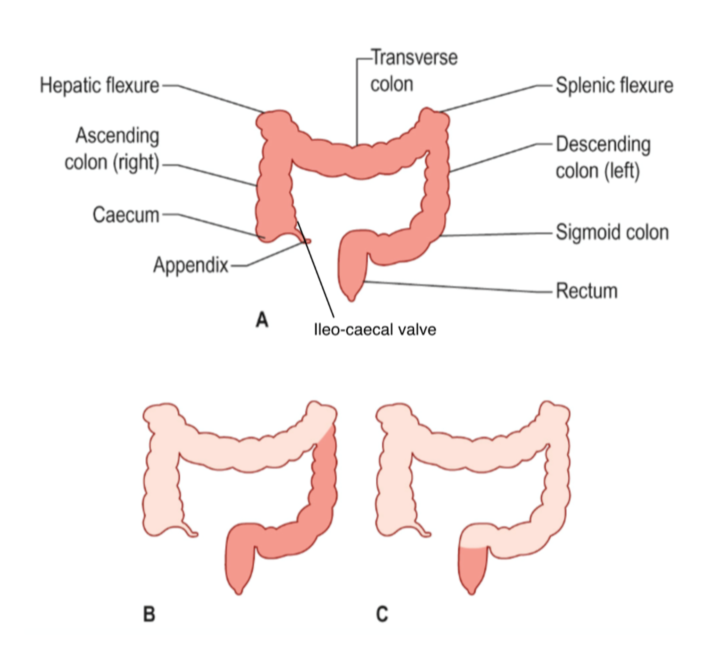 Transverse
colon
Hepatic flexure
Splenic flexure
Ascending
colon (right)
Descending
colon (left)
Caecum
Sigmoid colon
Appendix
Rectum
A
Ileo-caecal valve
B
C